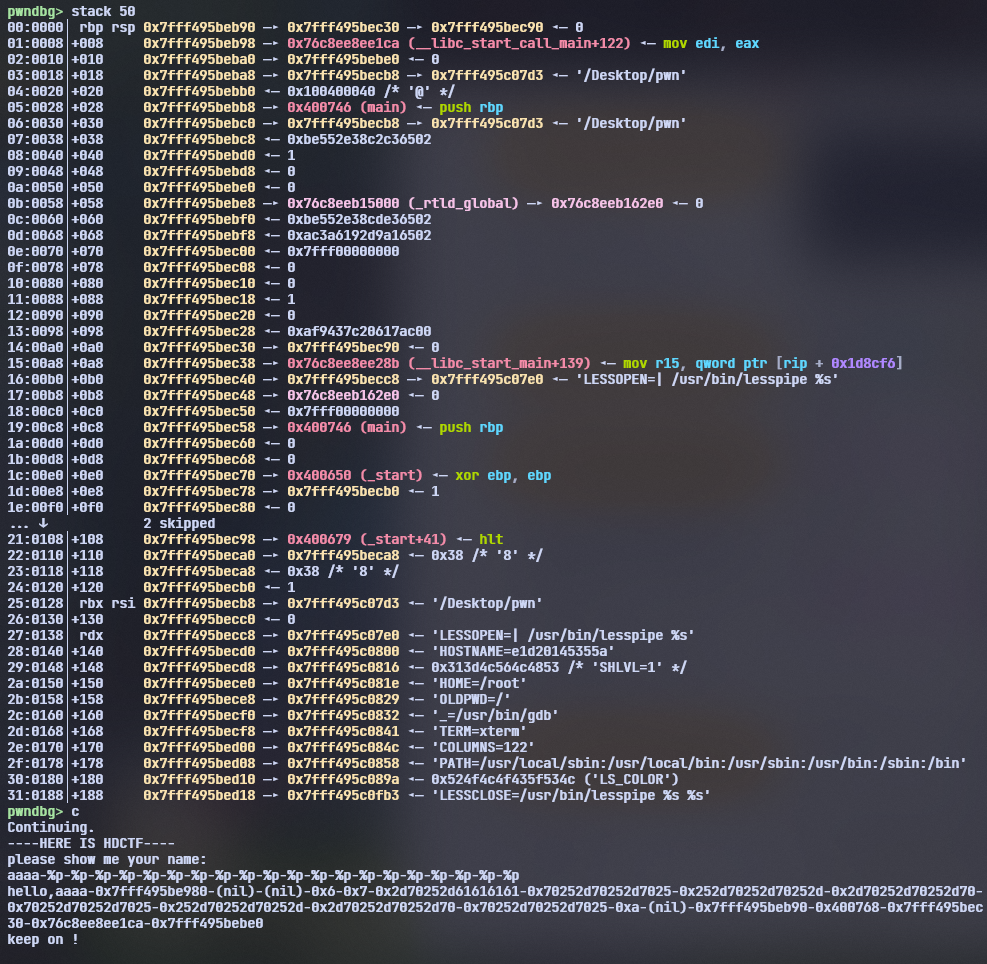 pwndbg> stack 50
00:0000│ rbp rsp 0x7fff495beb90 —▸ 0x7fff495bec30 —▸ 0x7fff495bec90 ◂— 0
01:0008│+008     0x7fff495beb98 —▸ 0x76c8ee8ee1ca (__libc_start_call_main+122) ◂— mov edi, eax
02:0010│+010     0x7fff495beba0 —▸ 0x7fff495bebe0 ◂— 0
03:0018│+018     0x7fff495beba8 —▸ 0x7fff495becb8 —▸ 0x7fff495c07d3 ◂— '/Desktop/pwn'
04:0020│+020     0x7fff495bebb0 ◂— 0x100400040 /* '@' */
05:0028│+028     0x7fff495bebb8 —▸ 0x400746 (main) ◂— push rbp
06:0030│+030     0x7fff495bebc0 —▸ 0x7fff495becb8 —▸ 0x7fff495c07d3 ◂— '/Desktop/pwn'
07:0038│+038     0x7fff495bebc8 ◂— 0xbe552e38c2c36502
08:0040│+040     0x7fff495bebd0 ◂— 1
09:0048│+048     0x7fff495bebd8 ◂— 0
0a:0050│+050     0x7fff495bebe0 ◂— 0
0b:0058│+058     0x7fff495bebe8 —▸ 0x76c8eeb15000 (_rtld_global) —▸ 0x76c8eeb162e0 ◂— 0
0c:0060│+060     0x7fff495bebf0 ◂— 0xbe552e38cde36502
0d:0068│+068     0x7fff495bebf8 ◂— 0xac3a6192d9a16502
0e:0070│+070     0x7fff495bec00 ◂— 0x7fff00000000
0f:0078│+078     0x7fff495bec08 ◂— 0
10:0080│+080     0x7fff495bec10 ◂— 0
11:0088│+088     0x7fff495bec18 ◂— 1
12:0090│+090     0x7fff495bec20 ◂— 0
13:0098│+098     0x7fff495bec28 ◂— 0xaf9437c20617ac00
14:00a0│+0a0     0x7fff495bec30 —▸ 0x7fff495bec90 ◂— 0
15:00a8│+0a8     0x7fff495bec38 —▸ 0x76c8ee8ee28b (__libc_start_main+139) ◂— mov r15, qword ptr [rip + 0x1d8cf6]
16:00b0│+0b0     0x7fff495bec40 —▸ 0x7fff495becc8 —▸ 0x7fff495c07e0 ◂— 'LESSOPEN=| /usr/bin/lesspipe %s'
17:00b8│+0b8     0x7fff495bec48 —▸ 0x76c8eeb162e0 ◂— 0
18:00c0│+0c0     0x7fff495bec50 ◂— 0x7fff00000000
19:00c8│+0c8     0x7fff495bec58 —▸ 0x400746 (main) ◂— push rbp
1a:00d0│+0d0     0x7fff495bec60 ◂— 0
1b:00d8│+0d8     0x7fff495bec68 ◂— 0
1c:00e0│+0e0     0x7fff495bec70 —▸ 0x400650 (_start) ◂— xor ebp, ebp
1d:00e8│+0e8     0x7fff495bec78 —▸ 0x7fff495becb0 ◂— 1
1e:00f0│+0f0     0x7fff495bec80 ◂— 0
... ↓            2 skipped
21:0108│+108     0x7fff495bec98 —▸ 0x400679 (_start+41) ◂— hlt
22:0110│+110     0x7fff495beca0 —▸ 0x7fff495beca8 ◂— 0x38 /* '8' */
23:0118│+118     0x7fff495beca8 ◂— 0x38 /* '8' */
24:0120│+120     0x7fff495becb0 ◂— 1
25:0128│ rbx rsi 0x7fff495becb8 —▸ 0x7fff495c07d3 ◂— '/Desktop/pwn'
26:0130│+130     0x7fff495becc0 ◂— 0
27:0138│ rdx     0x7fff495becc8 —▸ 0x7fff495c07e0 ◂— 'LESSOPEN=| /usr/bin/lesspipe %s'
28:0140│+140     0x7fff495becd0 —▸ 0x7fff495c0800 ◂— 'HOSTNAME=e1d20145355a'
29:0148│+148     0x7fff495becd8 —▸ 0x7fff495c0816 ◂— 0x313d4c564c4853 /* 'SHLVL=1' */
2a:0150│+150     0x7fff495bece0 —▸ 0x7fff495c081e ◂— 'HOME=/root'
2b:0158│+158     0x7fff495bece8 —▸ 0x7fff495c0829 ◂— 'OLDPWD=/'
2c:0160│+160     0x7fff495becf0 —▸ 0x7fff495c0832 ◂— '_=/usr/bin/gdb'
2d:0168│+168     0x7fff495becf8 —▸ 0x7fff495c0841 ◂— 'TERM=xterm'
2e:0170│+170     0x7fff495bed00 —▸ 0x7fff495c084c ◂— 'COLUMNS=122'
2f:0178│+178     0x7fff495bed08 —▸ 0x7fff495c0858 ◂— 'PATH=/usr/local/sbin:/usr/local/bin:/usr/sbin:/usr/bin:/sbin:/bin'
30:0180│+180     0x7fff495bed10 —▸ 0x7fff495c089a ◂— 0x524f4c4f435f534c ('LS_COLOR')
31:0188│+188     0x7fff495bed18 —▸ 0x7fff495c0fb3 ◂— 'LESSCLOSE=/usr/bin/lesspipe %s %s'
pwndbg> c
Continuing.
----HERE IS HDCTF----
please show me your name:
aaaa-%p-%p-%p-%p-%p-%p-%p-%p-%p-%p-%p-%p-%p-%p-%p-%p-%p-%p-%p-%p
hello,aaaa-0x7fff495be980-(nil)-(nil)-0x6-0x7-0x2d70252d61616161-0x70252d70252d7025-0x252d70252d70252d-0x2d70252d70252d70-
0x70252d70252d7025-0x252d70252d70252d-0x2d70252d70252d70-0x70252d70252d7025-0xa-(nil)-0x7fff495beb90-0x400768-0x7fff495bec
30-0x76c8ee8ee1ca-0x7fff495bebe0
keep on !